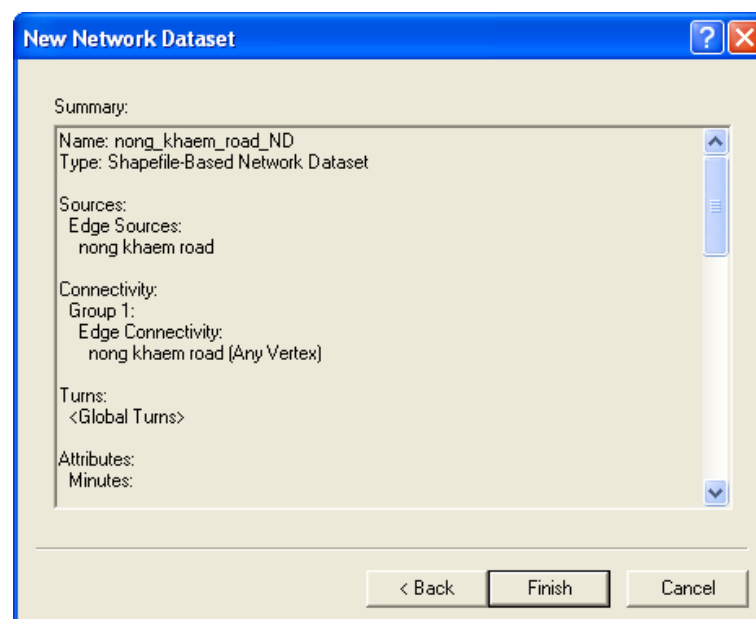 New Network Dataset
Summary:
Name: nong_khaem_road_ND
Type: Shapefile-Based Network Dataset
Sources:
Edge Sources:
nong khaem road
Connectivity:
Group 1:
Edge Connectivity:
nong khaem road (Any Vertex)
Turns:
<Global Turns>
Attributes:
Minutes:
< Back
Finish
Cancel